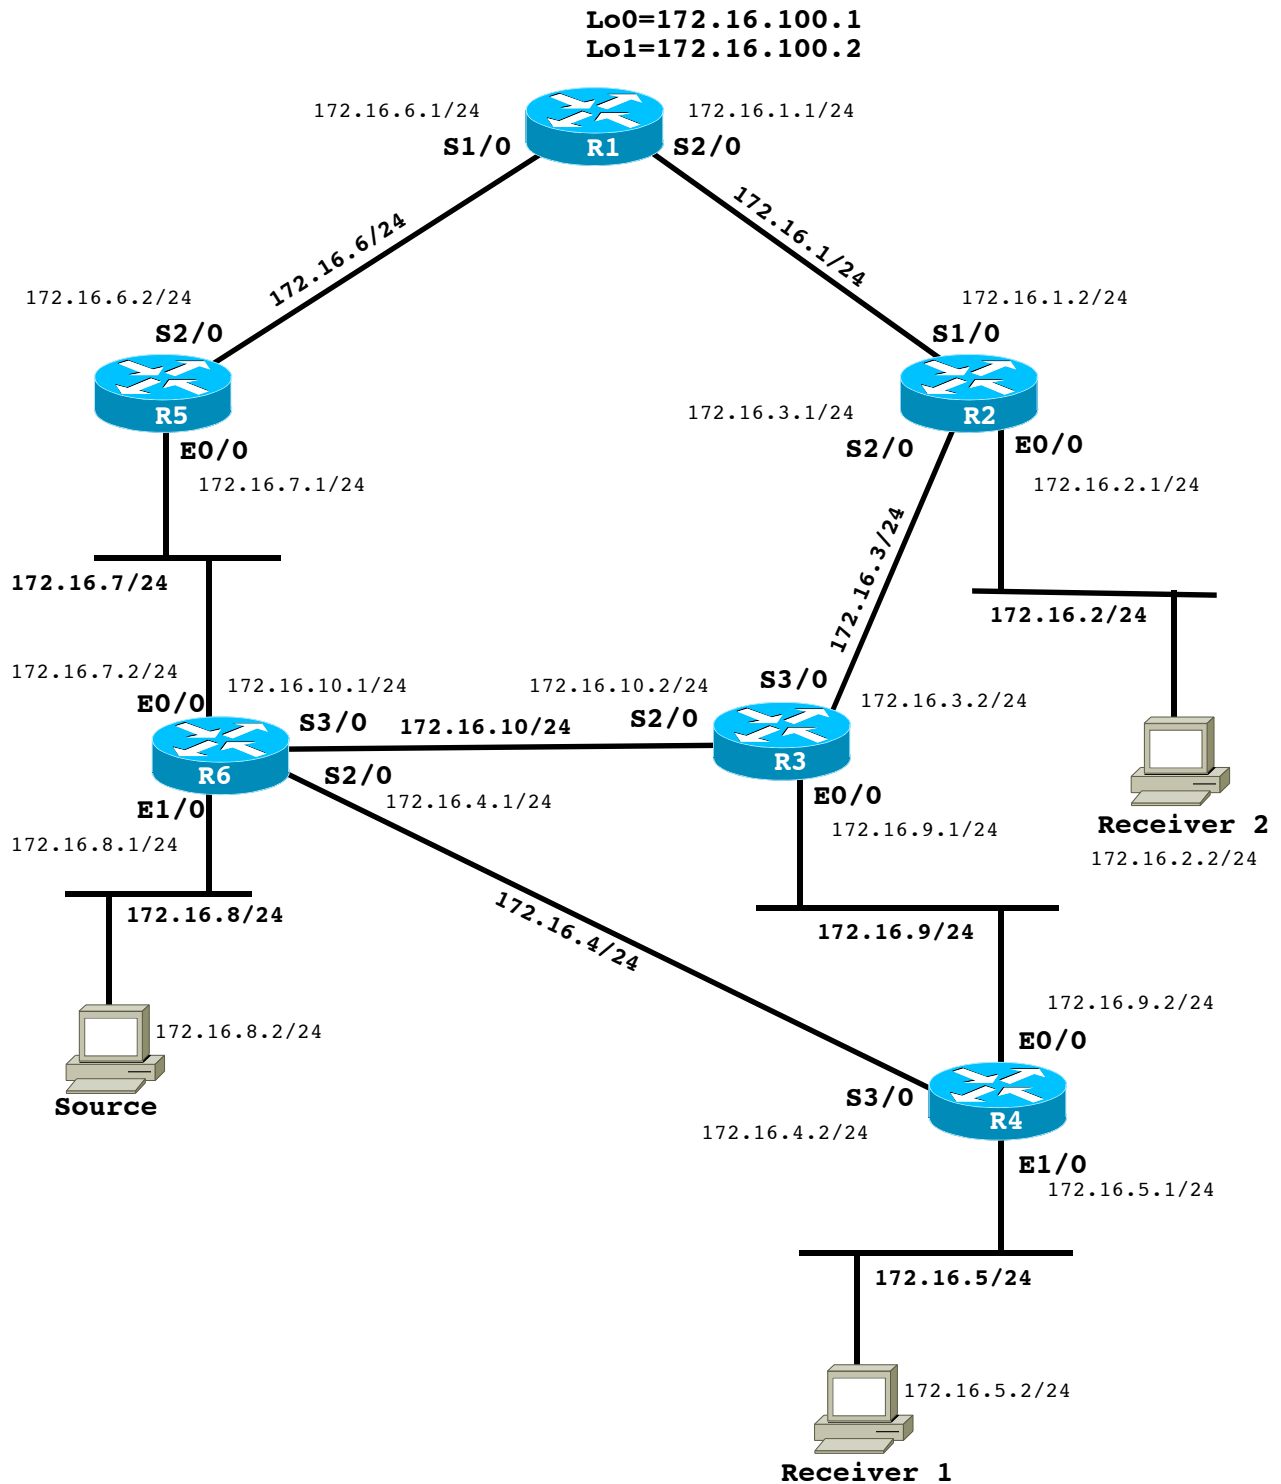 Lo0=172.16.100.1
Lo1=172.16.100.2
172.16.6.1/24
172.16.1.1/24
S1/0
R1
S2/0
172.16.6/24
172.16.1/24
172.16.6.2/24
172.16.1.2/24
S2/0
S1/0
R5
172.16.3.1/24
R2
E0/0
S2/0
E0/0
172.16.7.1/24
172.16.2.1/24
172.16.3/24
172.16.7/24
172.16.2/24
172.16.7.2/24
172.16.10.1/24
172.16.10.2/24
S3/0
172.16.3.2/24
E0/0
S3/0
172.16.10/24
S2/0
R6
S2/0
R3
E1/0
172.16.4.1/24
E0/0
172.16.8.1/24
172.16.9.1/24
Receiver 2
172.16.2.2/24
172.16.8/24
172.16.4/24
172.16.9/24
172.16.8.2/24
172.16.9.2/24
E0/0
Source
S3/0
R4
172.16.4.2/24
E1/0
172.16.5.1/24
172.16.5/24
172.16.5.2/24
Receiver 1